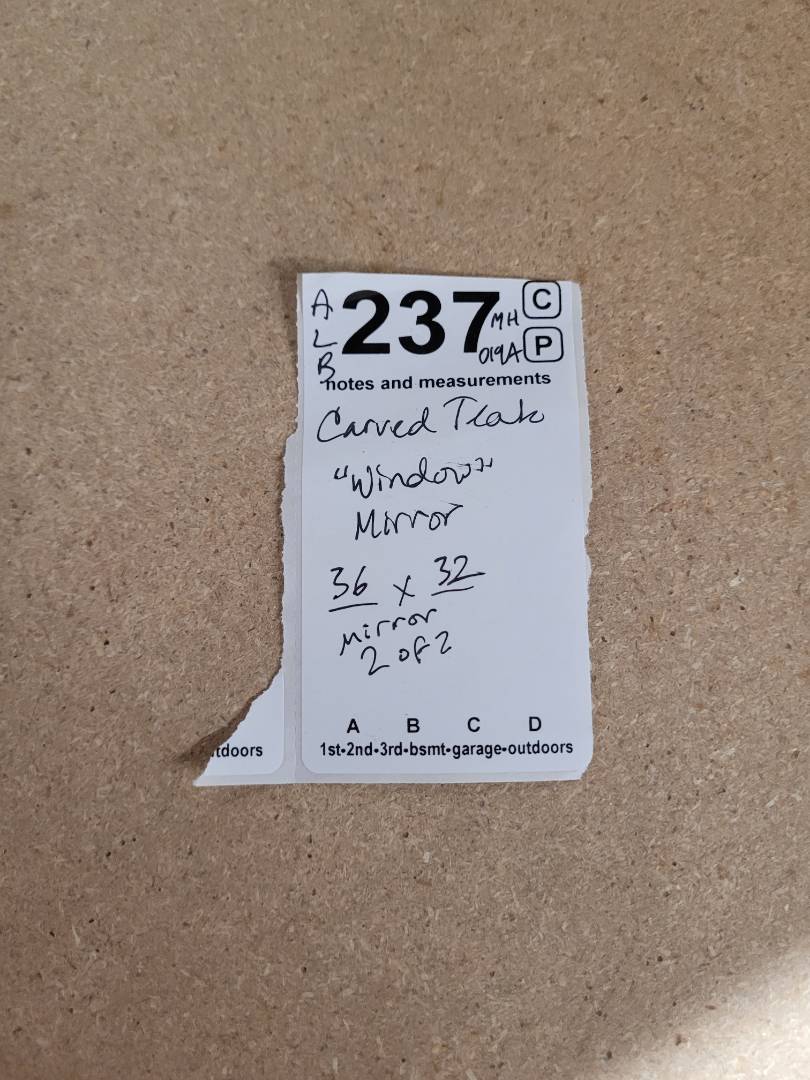 A
L
B
237
MH
019A
C
P
notes and measurements
Carved Teak
"Window"
Mirror
36 x 32
Mirror
2 of 2
A B C D
tdoors
1st-2nd-3rd-bsmt-garage-outdoors